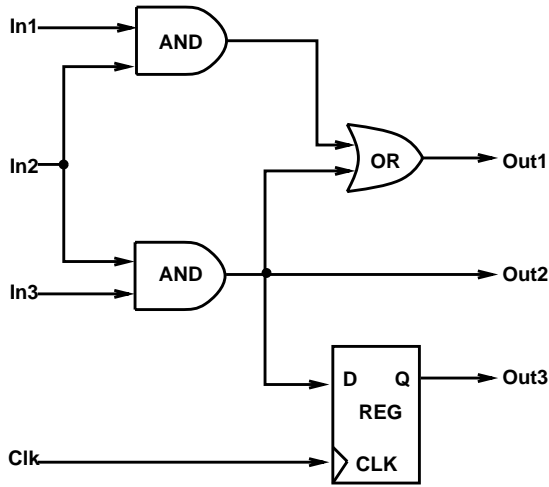 In1
AND
In2
OR
Out1
AND
Out2
In3
D Q
Out3
REG
Clk
CLK